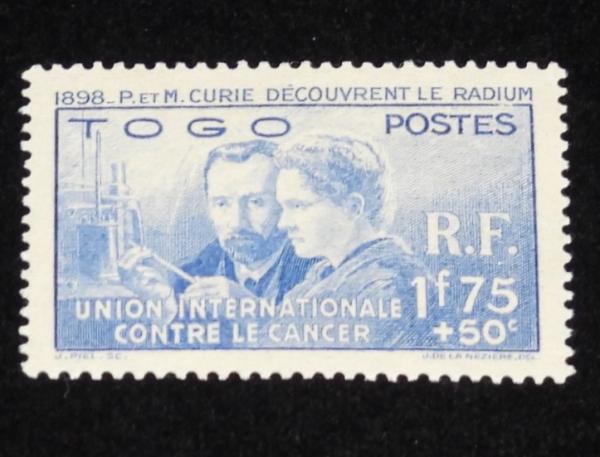 1898_P.ET M.CURIE DÉCOUVRENT LE RADIUM
TOGO POSTES
R.F.
UNION INTERNATIONALE 1f75
CONTRE LE CANCER +50c
J.PIEL.SC. J.DE LA NEZIERE.DEL.